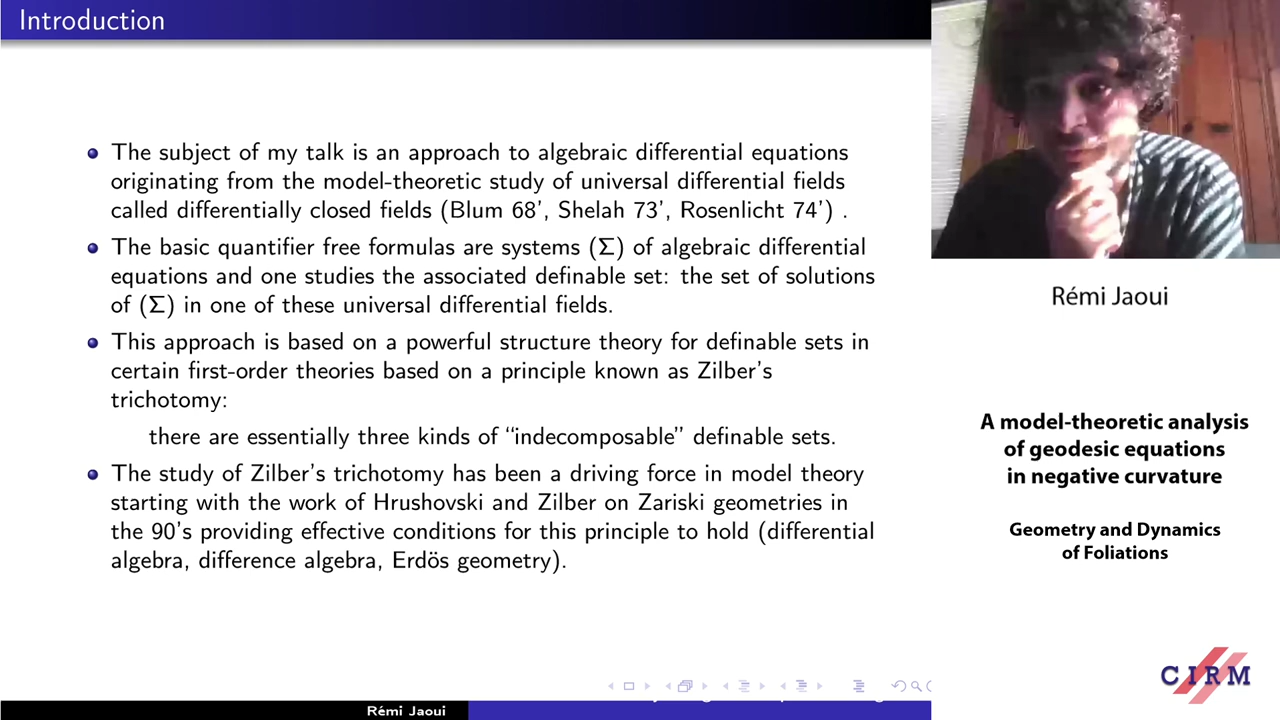 Introduction
The subject of my talk is an approach to algebraic differential equations
originating from the model-theoretic study of universal differential fields
called differentially closed fields (Blum 68', Shelah 73', Rosenlicht 74') .
The basic quantifier free formulas are systems (Σ) of algebraic differential
equations and one studies the associated definable set: the set of solutions
of (Σ) in one of these universal differential fields.
This approach is based on a powerful structure theory for definable sets in
certain first-order theories based on a principle known as Zilber's
trichotomy:
there are essentially three kinds of “indecomposable” definable sets.
The study of Zilber's trichotomy has been a driving force in model theory
starting with the work of Hrushovski and Zilber on Zariski geometries in
the 90's providing effective conditions for this principle to hold (differential
algebra, difference algebra, Erdös geometry).
Rémi Jaoui
Rémi Jaoui
A model-theoretic analysis
of geodesic equations
in negative curvature
Geometry and Dynamics
of Foliations
CIRM